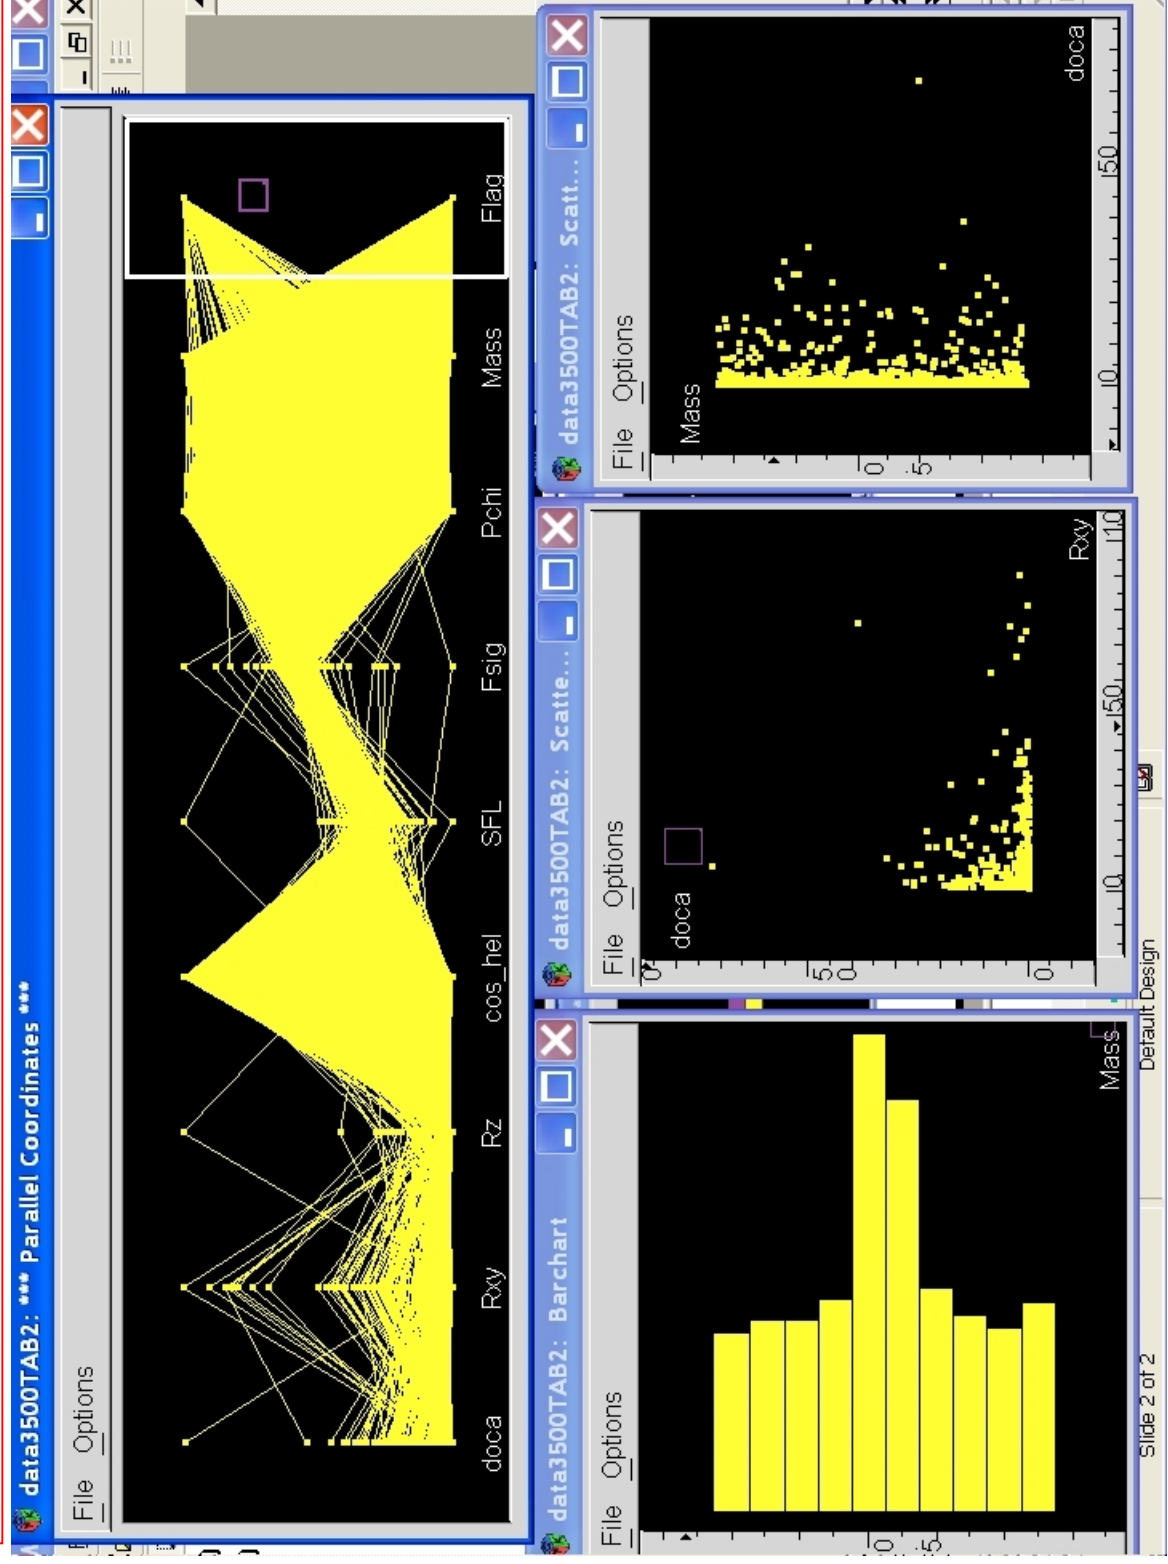 data3500TAB2: *** Parallel Coordinates ***
File Options
doca Rxy Rz cos_hel SFL Fsig Pchi Mass Flag
data3500TAB2: Barchart
File Options
Mass
data3500TAB2: Scatte...
File Options
doca
Rxy
data3500TAB2: Scatt...
File Options
Mass
doca
Slide 2 of 2
Default Design